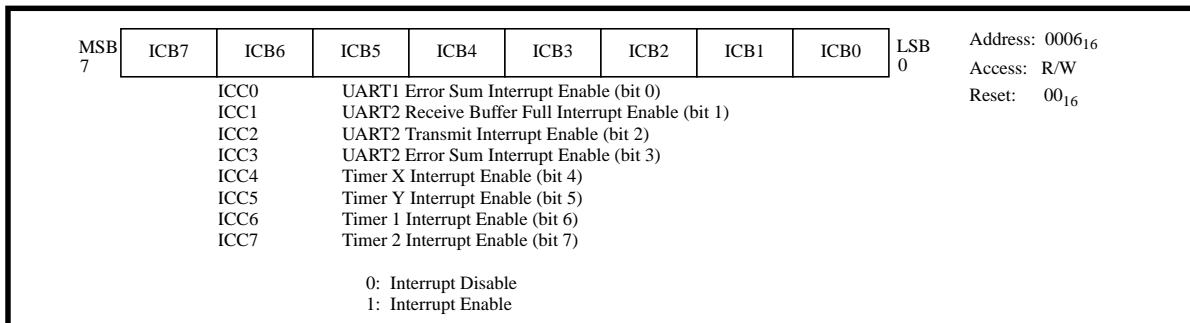 MSB ICB7 ICB6 ICB5 ICB4 ICB3 ICB2 ICB1 ICB0 LSB
7 0
Address: 0006₁₆
Access: R/W
Reset: 00₁₆
ICC0 UART1 Error Sum Interrupt Enable (bit 0)
ICC1 UART2 Receive Buffer Full Interrupt Enable (bit 1)
ICC2 UART2 Transmit Interrupt Enable (bit 2)
ICC3 UART2 Error Sum Interrupt Enable (bit 3)
ICC4 Timer X Interrupt Enable (bit 4)
ICC5 Timer Y Interrupt Enable (bit 5)
ICC6 Timer 1 Interrupt Enable (bit 6)
ICC7 Timer 2 Interrupt Enable (bit 7)
0: Interrupt Disable
1: Interrupt Enable